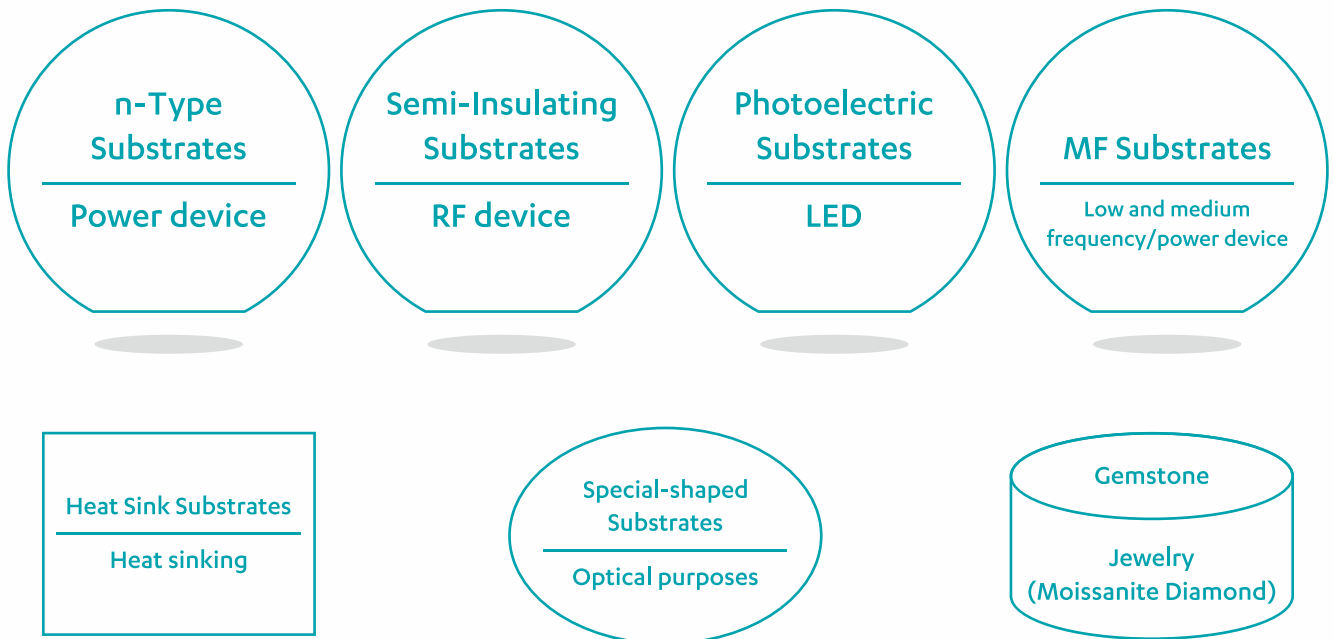 n-Type
Substrates
Power device
Semi-Insulating
Substrates
RF device
Photoelectric
Substrates
LED
MF Substrates
Low and medium
frequency/power device
Heat Sink Substrates
Heat sinking
Special-shaped
Substrates
Optical purposes
Gemstone
Jewelry
(Moissanite Diamond)